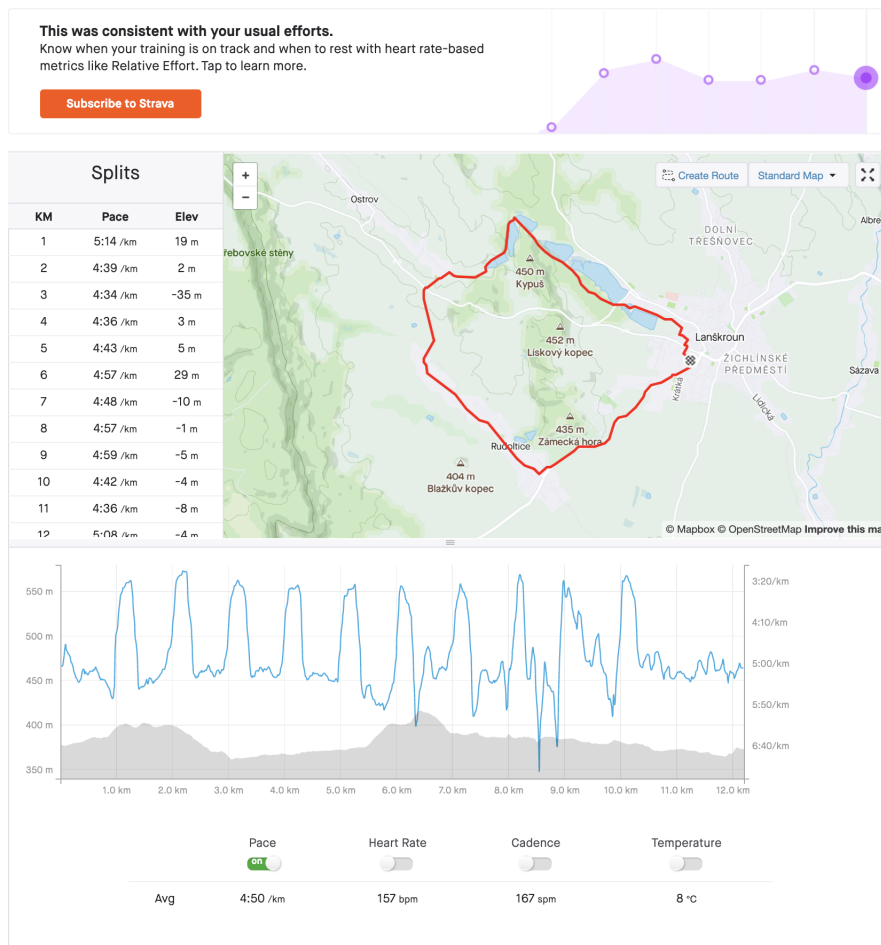 This was consistent with your usual efforts.
Know when your training is on track and when to rest with heart rate-based
metrics like Relative Effort. Tap to learn more.
Subscribe to Strava
Splits
KM Pace Elev
1 5:14 /km 19 m
2 4:39 /km 2 m
3 4:34 /km -35 m
4 4:36 /km 3 m
5 4:43 /km 5 m
6 4:57 /km 29 m
7 4:48 /km -10 m
8 4:57 /km -1 m
9 4:59 /km -5 m
10 4:42 /km -4 m
11 4:36 /km -8 m
12 5:08 /km -4 m
+
−
Create Route
Standard Map
Ostrov
DOLNÍ
TŘEŠŇOVEC
Albre
řebovské stěny
450 m
Kypuš
452 m
Lískový kopec
Lanškroun
ŽICHLÍNSKÉ
PŘEDMĚSTÍ
Sázava
Krátká
Lidická
435 m
Zámecká hora
Rudoltice
404 m
Blažkův kopec
© Mapbox © OpenStreetMap Improve this ma
550 m
500 m
450 m
400 m
350 m
3:20/km
4:10/km
5:00/km
5:50/km
6:40/km
1.0 km 2.0 km 3.0 km 4.0 km 5.0 km 6.0 km 7.0 km 8.0 km 9.0 km 10.0 km 11.0 km 12.0 km
Pace Heart Rate Cadence Temperature
on
Avg 4:50 /km 157 bpm 167 spm 8 °C